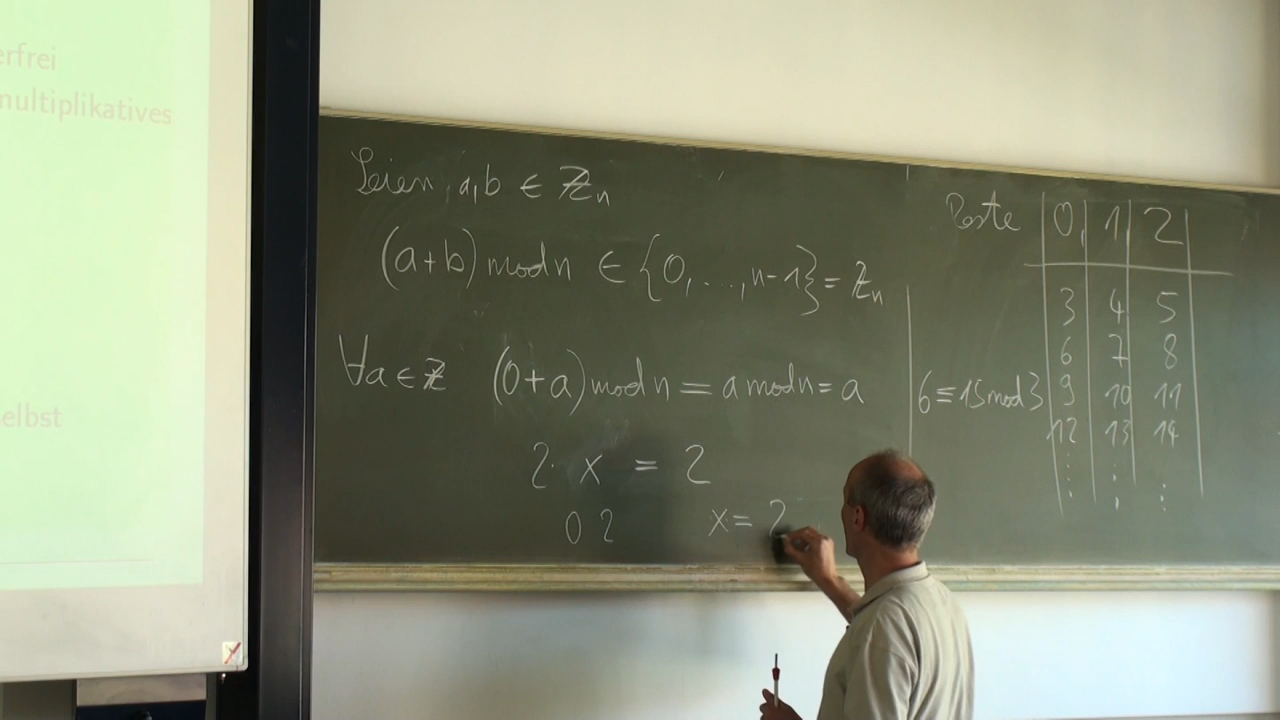 erfrei
multiplikatives
elbst
Seien a,b ∈ ℤn
(a+b) mod n ∈ {0,...,n-1} = ℤn
∀a∈ℤ (0+a) mod n = a mod n = a
2· x = 2
0 2 x = 2
Reste 0, 1, 2
3 4 5
6 7 8
6 ≡ 15 mod 3 9 10 11
12 13 14
⋮ ⋮ ⋮